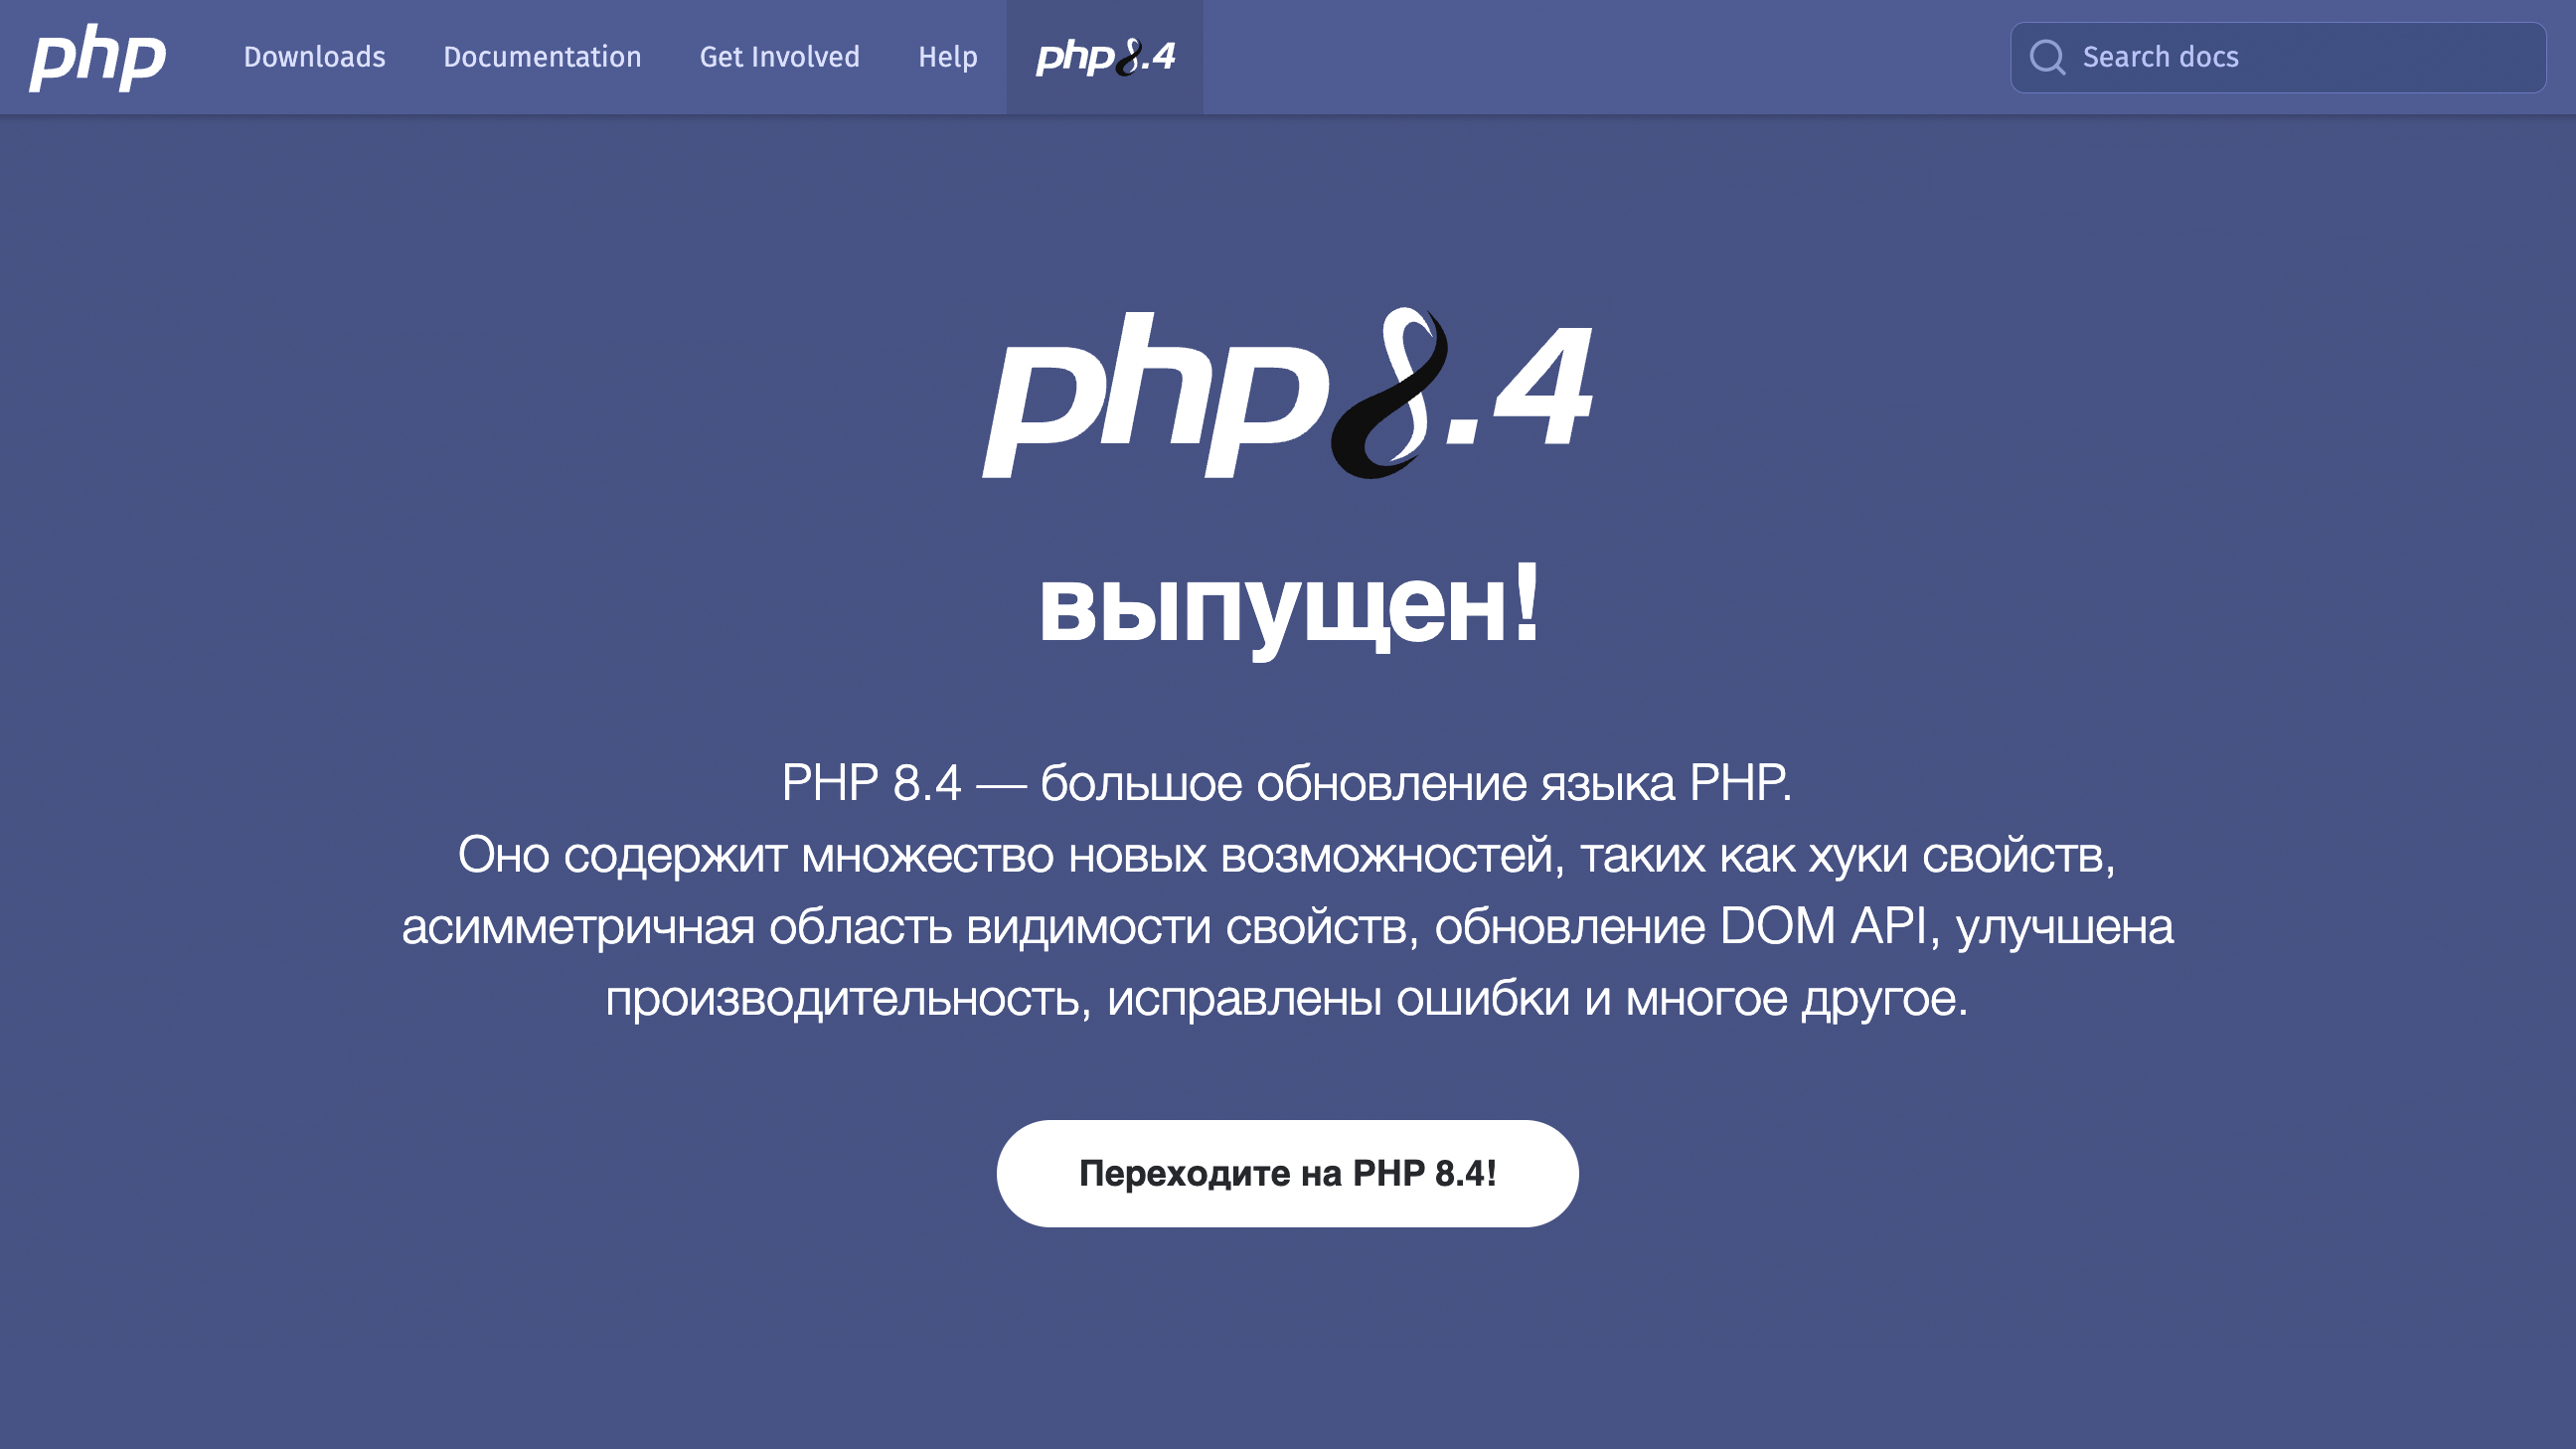 php
Downloads
Documentation
Get Involved
Help
php8.4
Search docs
php8.4
выпущен!
PHP 8.4 — большое обновление языка PHP.
Оно содержит множество новых возможностей, таких как хуки свойств,
асимметричная область видимости свойств, обновление DOM API, улучшена
производительность, исправлены ошибки и многое другое.
Переходите на PHP 8.4!